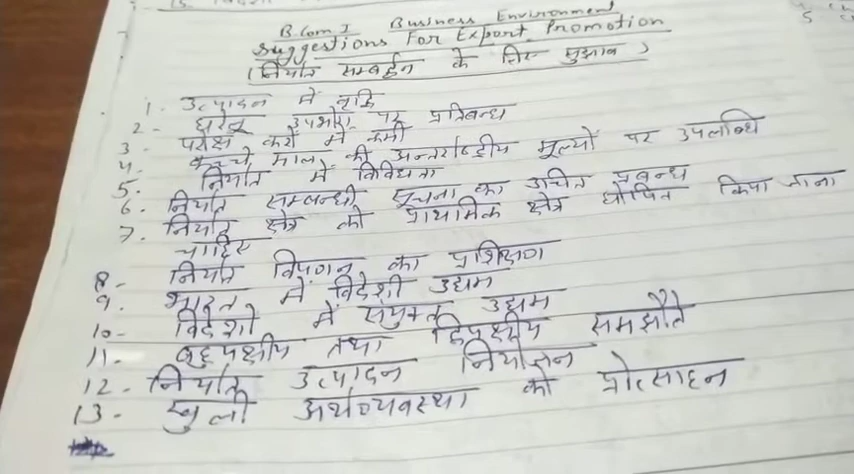 B.Com I Business Environment
Suggestions For Export Promotion
(निर्यात सम्बर्द्धन के लिए सुझाव)
1. उत्पादन में वृद्धि
2- घरेलू उपभोग पर प्रतिबन्ध
3- परोक्ष करों में कमी
4. कच्चे माल की अन्तर्राष्ट्रीय मूल्यों पर उपलब्धि
5. निर्यात में विविधता
6. निर्यात सम्बन्धी सूचना का उचित प्रबन्ध
7. निर्यात क्षेत्र को प्राथमिक क्षेत्र घोषित किया जाना
चाहिए
8- निर्यात विपणन का प्रशिक्षण
9. भारत में विदेशी उद्यम
10- विदेशो में संयुक्त उद्यम
11. बहुपक्षीय तथा द्विपक्षीय समझौते
12- निर्यात उत्पादन नियोजन
13. खुली अर्थव्यवस्था को प्रोत्साहन